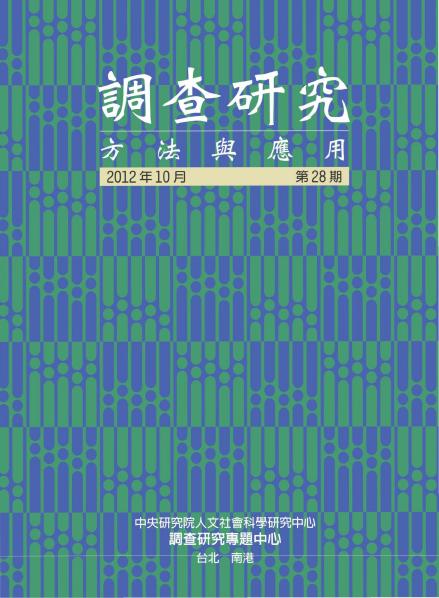 調查研究
方法與應用
2012年10月 第28期
中央研究院人文社會科學研究中心
調查研究專題中心
台北 南港